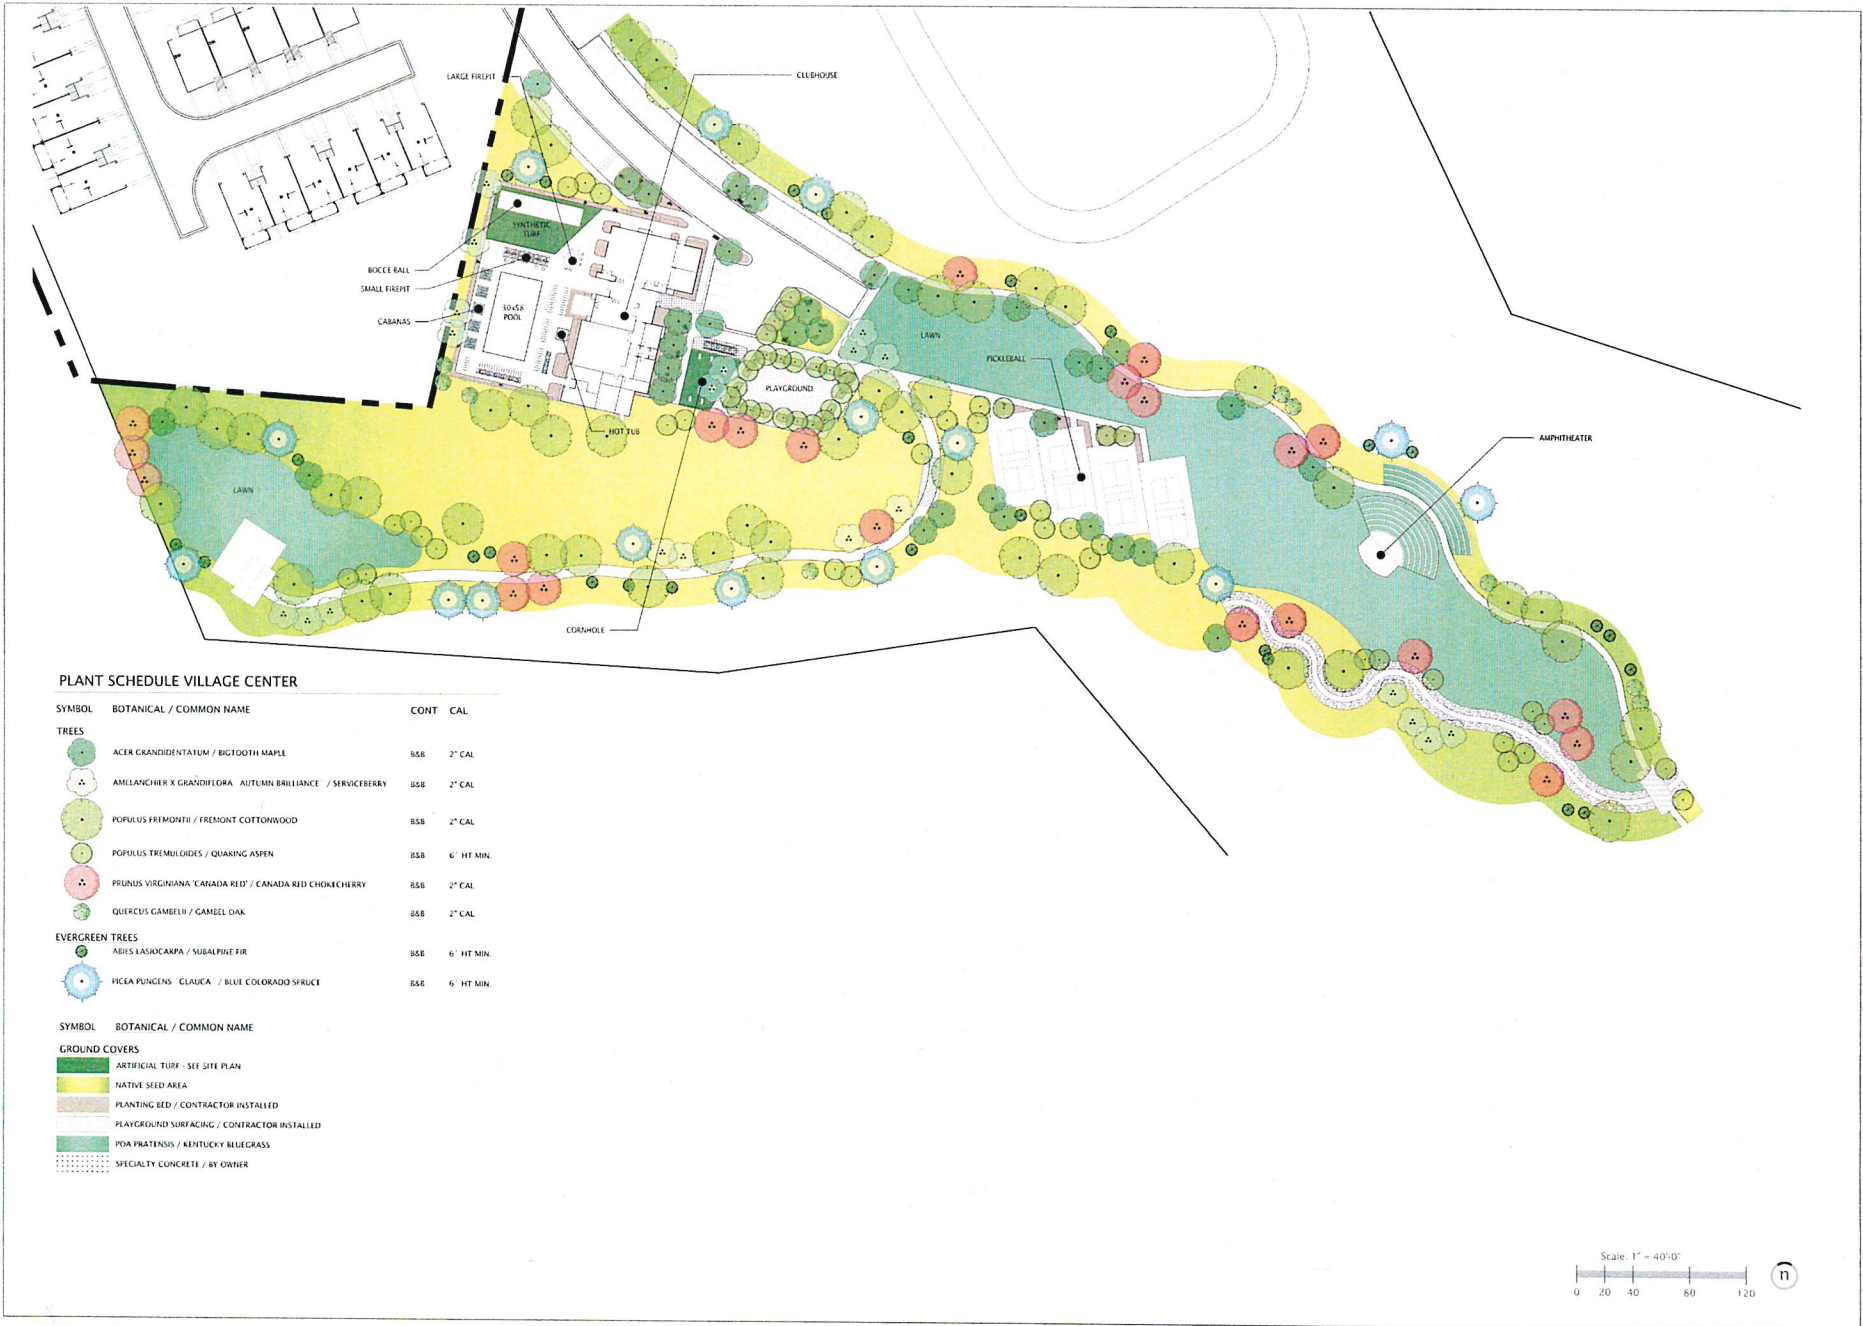 LARGE FIREPIT
CLUBHOUSE
SYNTHETIC
TURF
BOCCE BALL
SMALL FIREPIT
CABANAS
30x58
POOL
LAWN
PICKLEBALL
PLAYGROUND
HOT TUB
AMPHITHEATER
LAWN
CORNHOLE
PLANT SCHEDULE VILLAGE CENTER
SYMBOL BOTANICAL / COMMON NAME CONT CAL
TREES
ACER GRANDIDENTATUM / BIGTOOTH MAPLE B&B 2" CAL
AMELANCHIER X GRANDIFLORA `AUTUMN BRILLIANCE` / SERVICEBERRY B&B 2" CAL
POPULUS FREMONTII / FREMONT COTTONWOOD B&B 2" CAL
POPULUS TREMULOIDES / QUAKING ASPEN B&B 6` HT MIN.
PRUNUS VIRGINIANA 'CANADA RED' / CANADA RED CHOKECHERRY B&B 2" CAL
QUERCUS GAMBELII / GAMBEL OAK B&B 2" CAL
EVERGREEN TREES
ABIES LASIOCARPA / SUBALPINE FIR B&B 6` HT MIN.
PICEA PUNGENS `GLAUCA` / BLUE COLORADO SPRUCE B&B 6` HT MIN.
SYMBOL BOTANICAL / COMMON NAME
GROUND COVERS
ARTIFICIAL TURF - SEE SITE PLAN
NATIVE SEED AREA
PLANTING BED / CONTRACTOR INSTALLED
PLAYGROUND SURFACING / CONTRACTOR INSTALLED
POA PRATENSIS / KENTUCKY BLUEGRASS
SPECIALTY CONCRETE / BY OWNER
Scale: 1" = 40'-0"
0 20 40 80 120
n